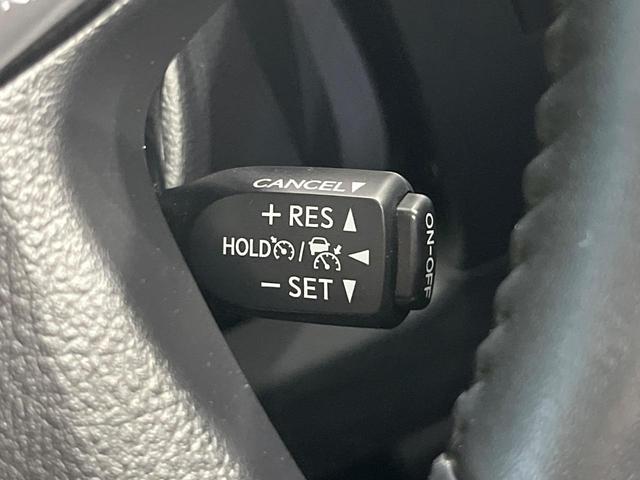 CANCEL▼
+ RES ▲
HOLD / ◄
− SET ▼
ON-OFF